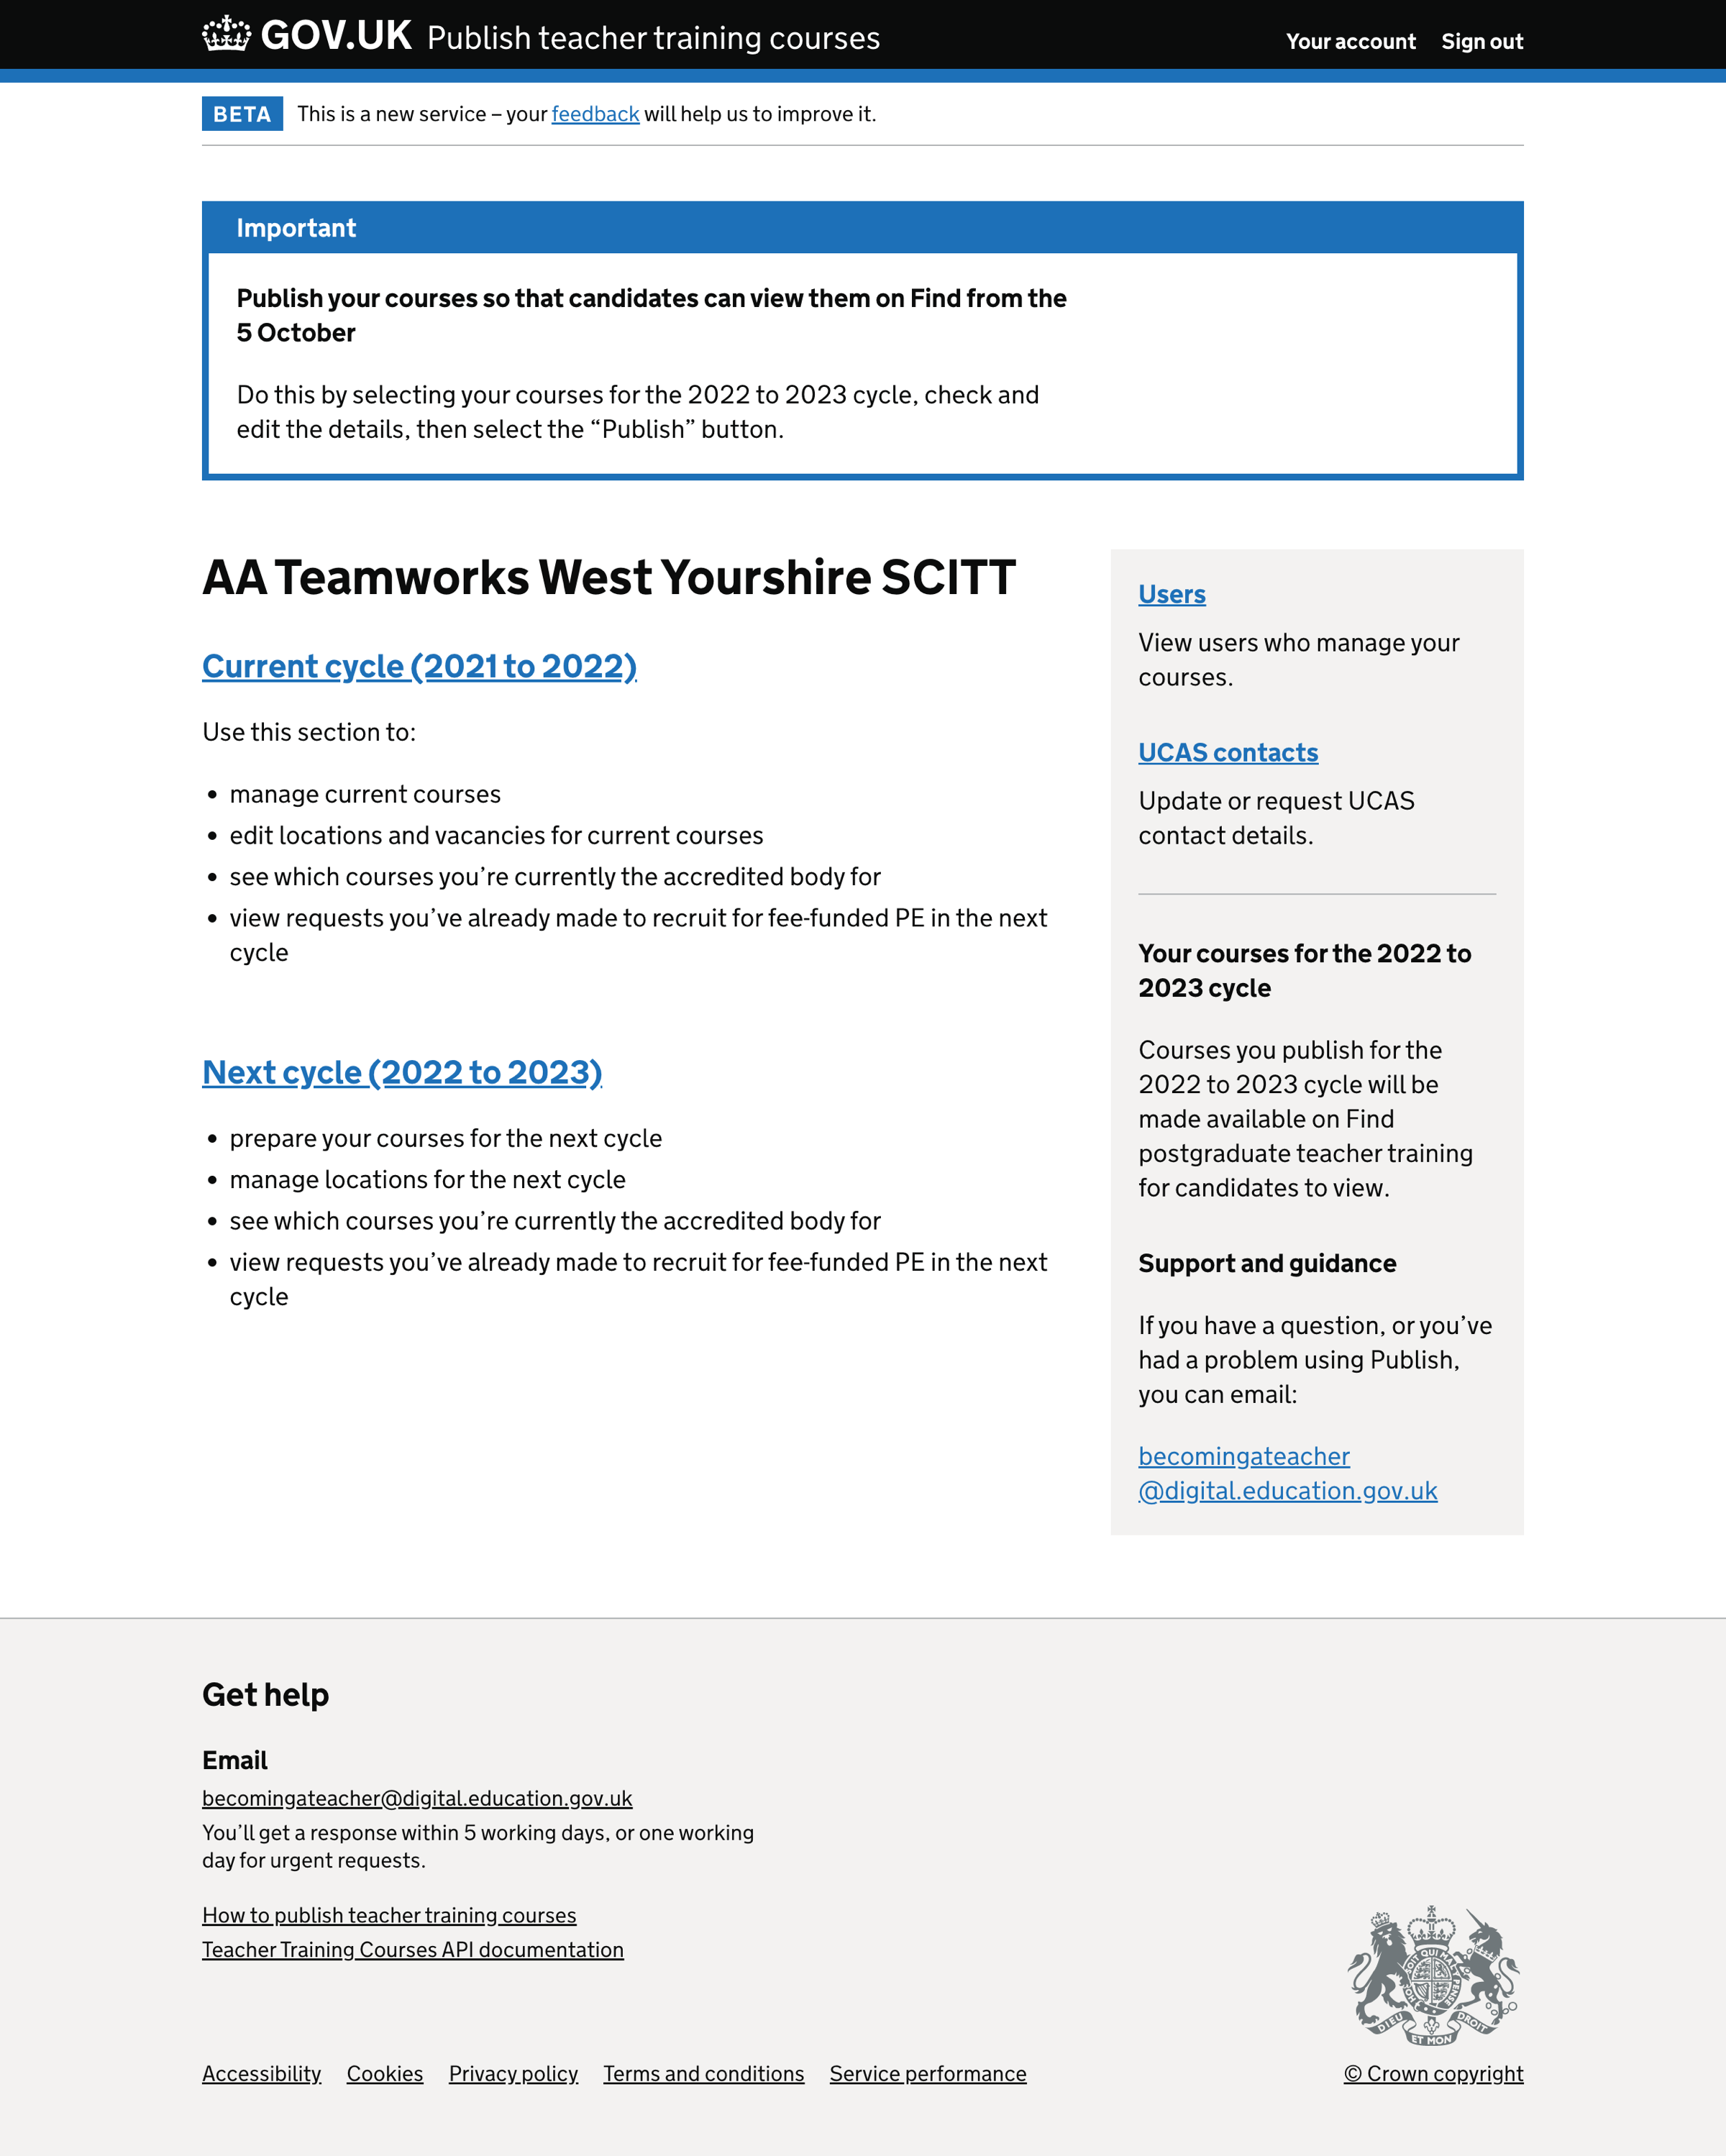 GOV.UK Publish teacher training courses
Your account Sign out
BETA This is a new service – your feedback will help us to improve it.
Important
Publish your courses so that candidates can view them on Find from the
5 October
Do this by selecting your courses for the 2022 to 2023 cycle, check and
edit the details, then select the “Publish” button.
AA Teamworks West Yourshire SCITT
Current cycle (2021 to 2022)
Use this section to:
• manage current courses
• edit locations and vacancies for current courses
• see which courses you’re currently the accredited body for
• view requests you’ve already made to recruit for fee-funded PE in the next
cycle
Next cycle (2022 to 2023)
• prepare your courses for the next cycle
• manage locations for the next cycle
• see which courses you’re currently the accredited body for
• view requests you’ve already made to recruit for fee-funded PE in the next
cycle
Users
View users who manage your
courses.
UCAS contacts
Update or request UCAS
contact details.
Your courses for the 2022 to
2023 cycle
Courses you publish for the
2022 to 2023 cycle will be
made available on Find
postgraduate teacher training
for candidates to view.
Support and guidance
If you have a question, or you’ve
had a problem using Publish,
you can email:
becomingateacher
@digital.education.gov.uk
Get help
Email
becomingateacher@digital.education.gov.uk
You’ll get a response within 5 working days, or one working
day for urgent requests.
How to publish teacher training courses
Teacher Training Courses API documentation
DIEU ET MON DROIT
Accessibility Cookies Privacy policy Terms and conditions Service performance
© Crown copyright